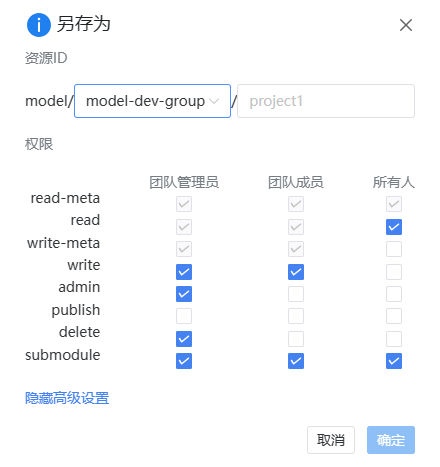 另存为
资源ID
model/ model-dev-group / project1
权限
团队管理员 团队成员 所有人
read-meta
read
write-meta
write
admin
publish
delete
submodule
隐藏高级设置
取消 确定